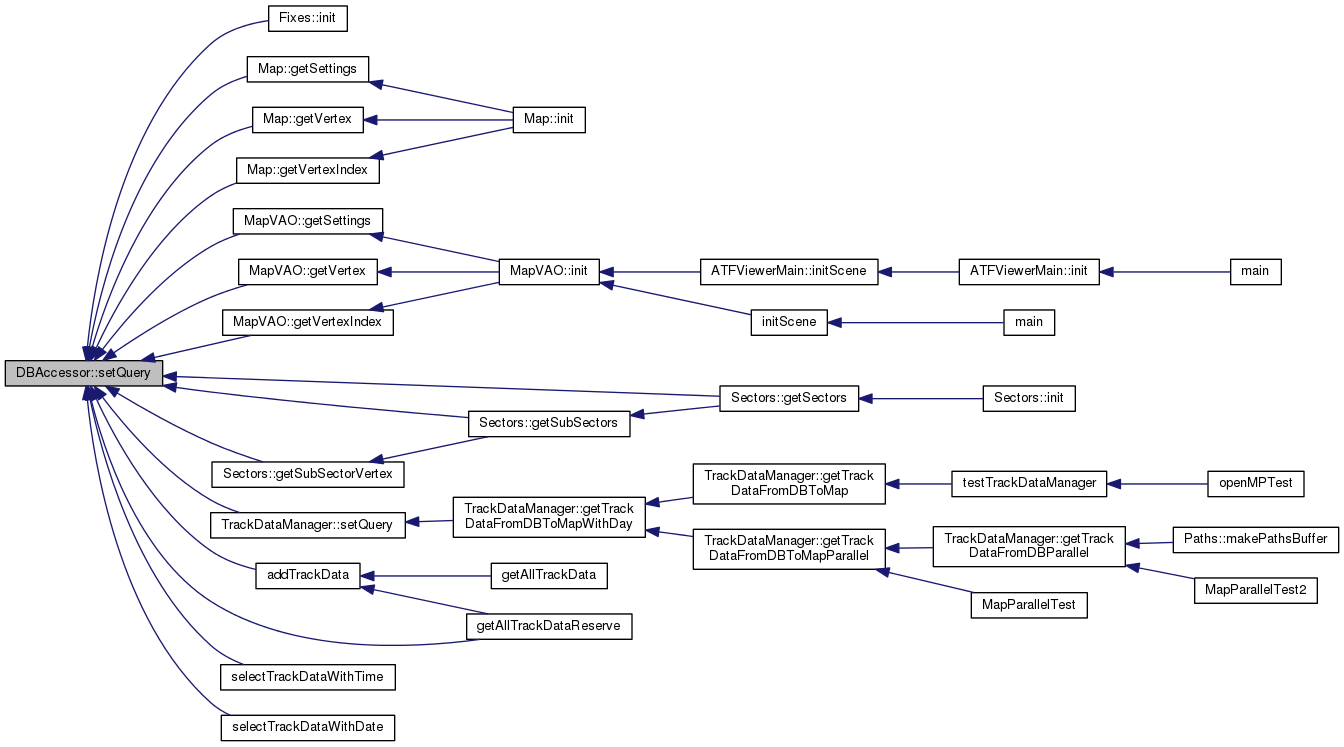 Fixes::init
Map::getSettings
Map::getVertex
Map::init
Map::getVertexIndex
MapVAO::getSettings
MapVAO::getVertex
MapVAO::init
ATFViewerMain::initScene
ATFViewerMain::init
main
MapVAO::getVertexIndex
initScene
main
DBAccessor::setQuery
Sectors::getSectors
Sectors::init
Sectors::getSubSectors
Sectors::getSubSectorVertex
TrackDataManager::getTrack
DataFromDBToMap
testTrackDataManager
openMPTest
TrackDataManager::setQuery
TrackDataManager::getTrack
DataFromDBToMapWithDay
TrackDataManager::getTrack
DataFromDBToMapParallel
TrackDataManager::getTrack
DataFromDBParallel
Paths::makePathsBuffer
MapParallelTest2
addTrackData
getAllTrackData
MapParallelTest
getAllTrackDataReserve
selectTrackDataWithTime
selectTrackDataWithDate